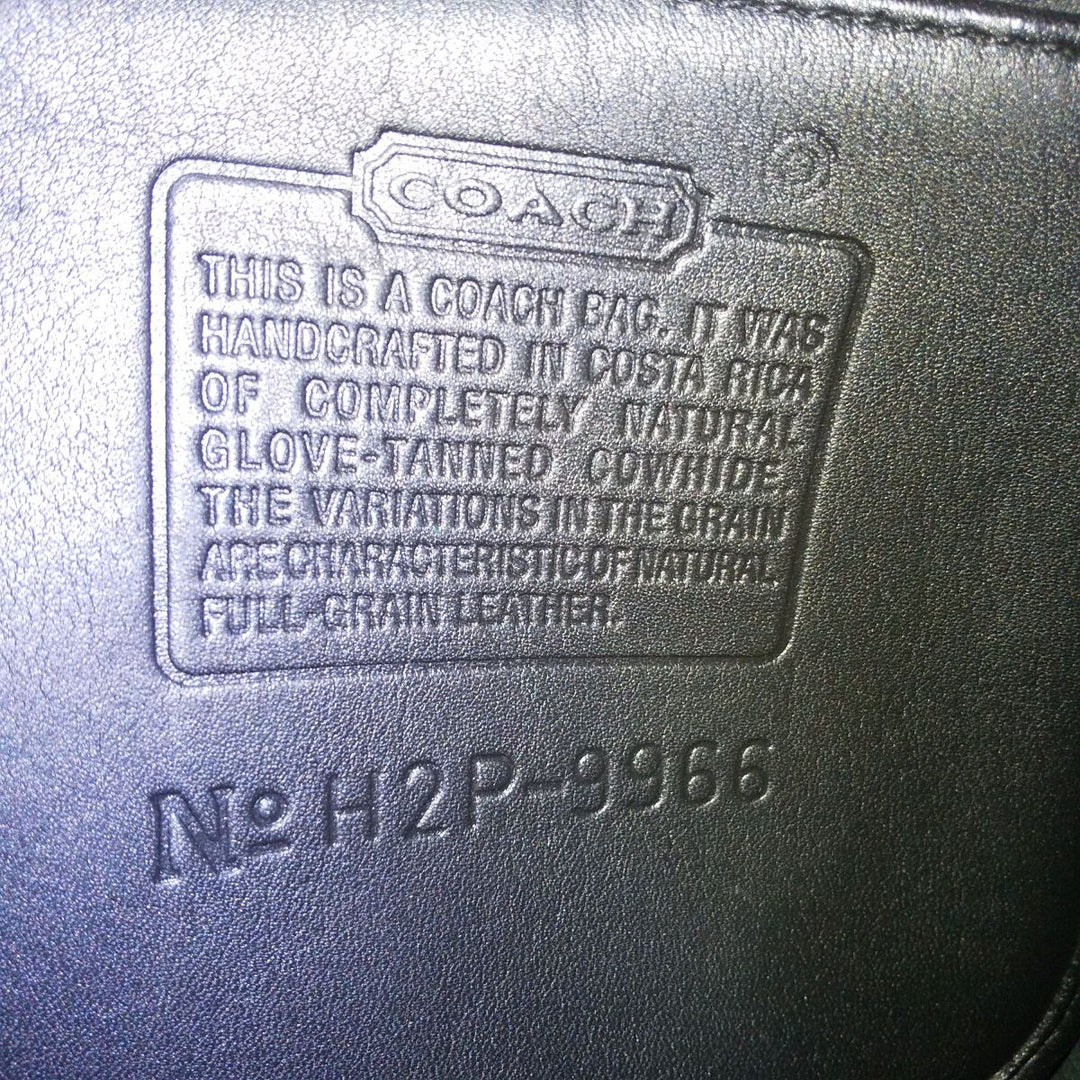 COACH
THIS IS A COACH BAG. IT WAS
HANDCRAFTED IN COSTA RICA
OF COMPLETELY NATURAL
GLOVE-TANNED COWHIDE.
THE VARIATIONS IN THE GRAIN
ARE CHARACTERISTIC OF NATURAL
FULL-GRAIN LEATHER.
Nº H2P-9966